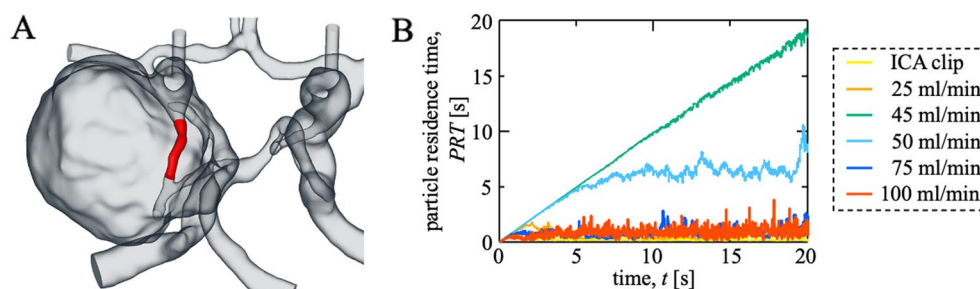 A
B
particle residence time,
PRT [s]
20
15
10
5
0
0
5
10
15
20
time, t [s]
ICA clip
25 ml/min
45 ml/min
50 ml/min
75 ml/min
100 ml/min